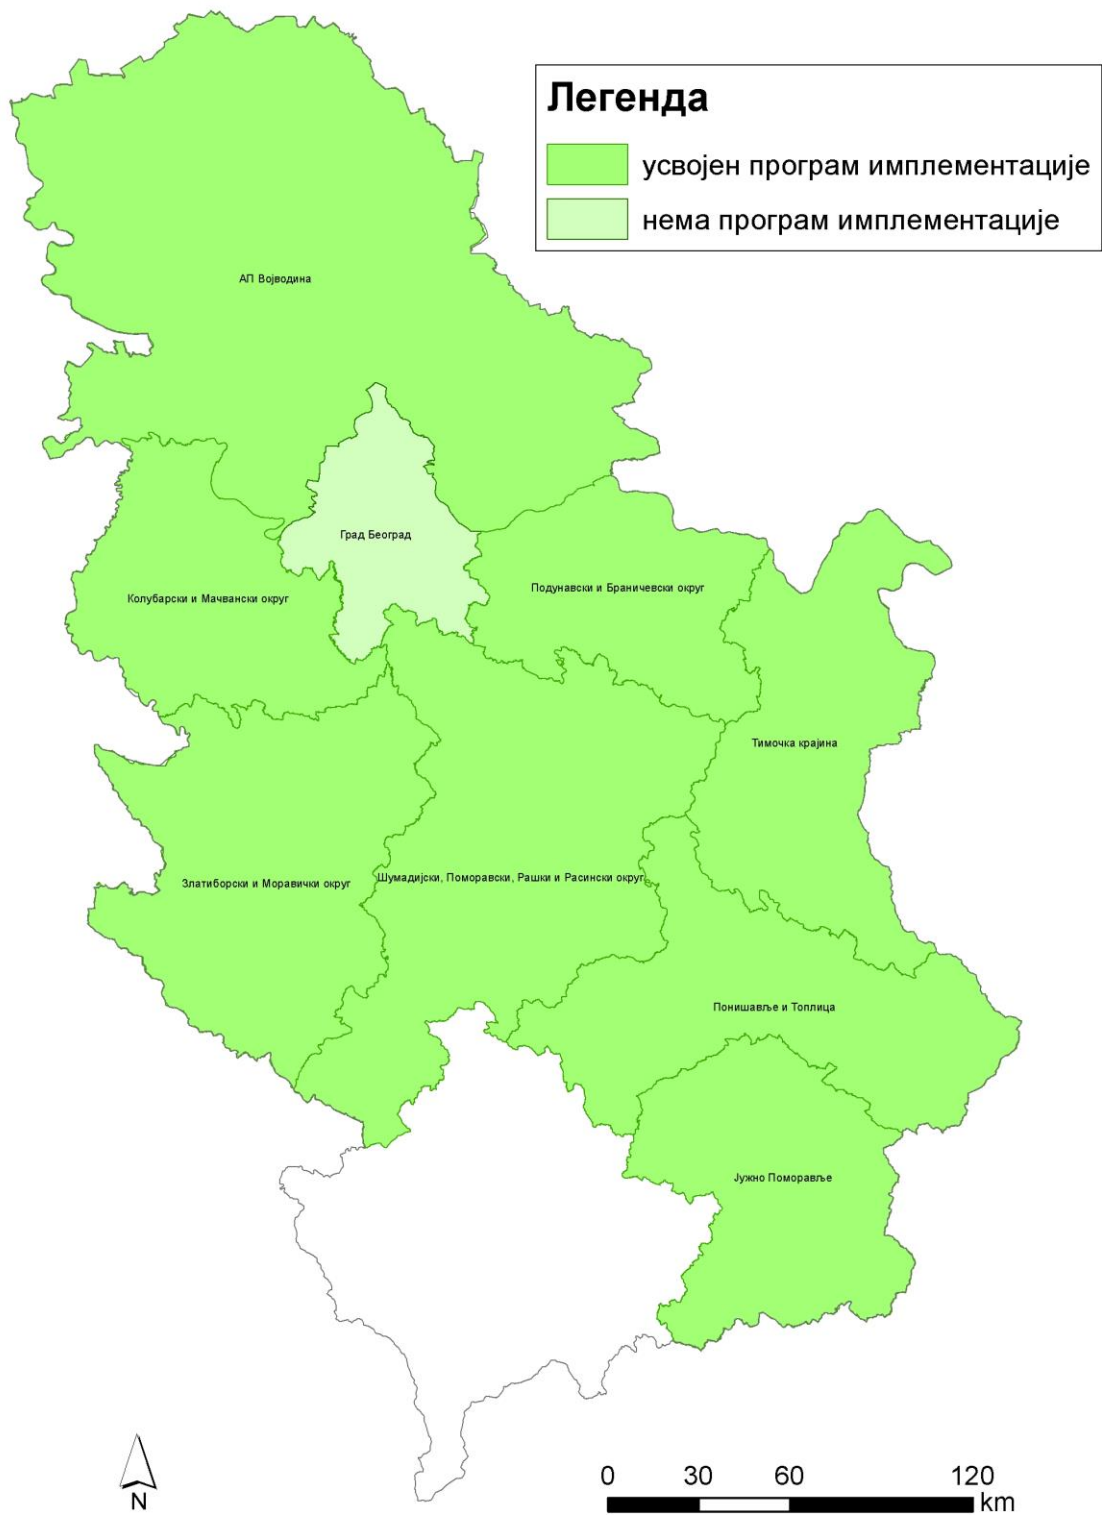 Легенда
усвојен програм имплементације
нема програм имплементације
АП Војводина
Град Београд
Колубарски и Мачвански округ
Подунавски и Браничевски округ
Тимочка крајина
Златиборски и Моравички округ
Шумадијски, Поморавски, Рашки и Расински округ
Понишавље и Топлица
Јужно Поморавље
N
0 30 60 120
km